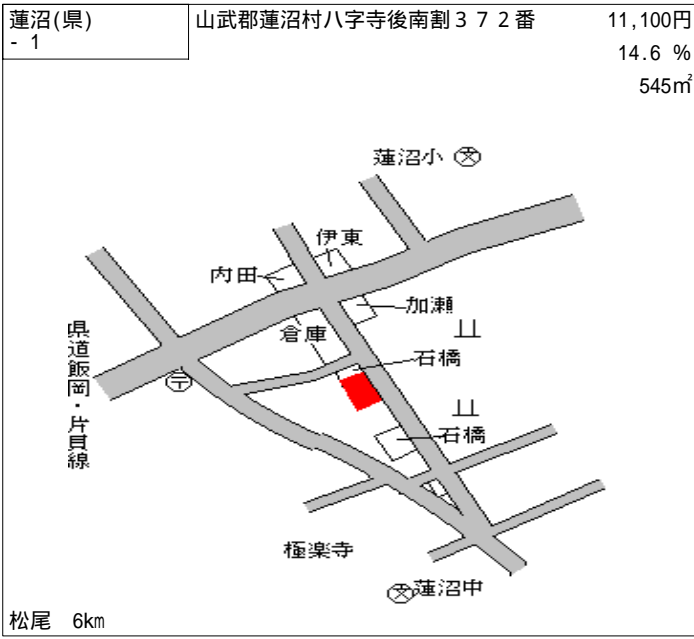 蓮沼(県)
- 1
山武郡蓮沼村八字寺後南割372番
11,100円
14.6 %
545㎡
蓮沼小
伊東
内田
加瀬
倉庫
石橋
県道飯岡・片貝線
石橋
極楽寺
蓮沼中
松尾 6km